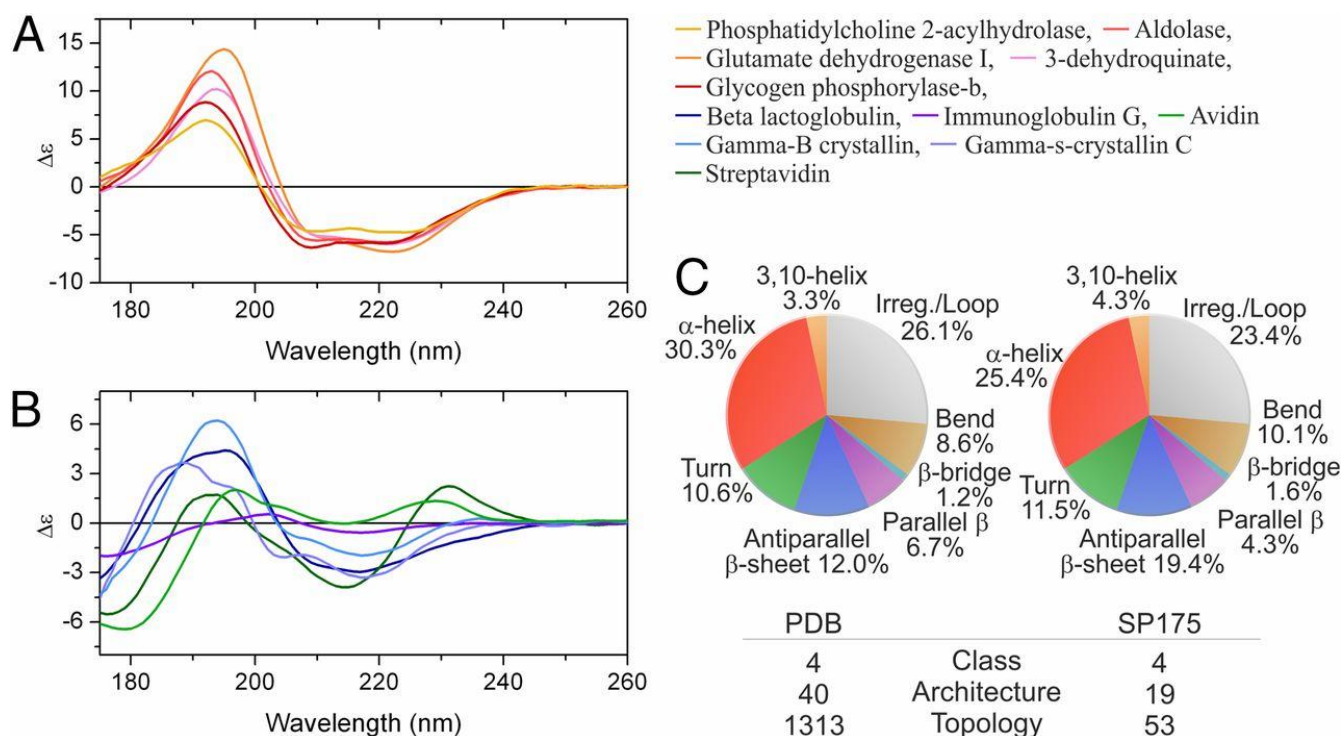 A
15
10
5
0
-5
-10
Δε
180 200 220 240 260
Wavelength (nm)
Phosphatidylcholine 2-acylhydrolase, Aldolase,
Glutamate dehydrogenase I, 3-dehydroquinate,
Glycogen phosphorylase-b,
Beta lactoglobulin, Immunoglobulin G, Avidin
Gamma-B crystallin, Gamma-s-crystallin C
Streptavidin
B
6
3
0
-3
-6
Δε
180 200 220 240 260
Wavelength (nm)
C
3,10-helix
3.3%
Irreg./Loop
26.1%
α-helix
30.3%
Bend
8.6%
β-bridge
1.2%
Turn
10.6%
Parallel β
6.7%
Antiparallel
β-sheet 12.0%
3,10-helix
4.3%
Irreg./Loop
23.4%
α-helix
25.4%
Bend
10.1%
β-bridge
1.6%
Turn
11.5%
Parallel β
4.3%
Antiparallel
β-sheet 19.4%
PDB SP175
4 Class 4
40 Architecture 19
1313 Topology 53